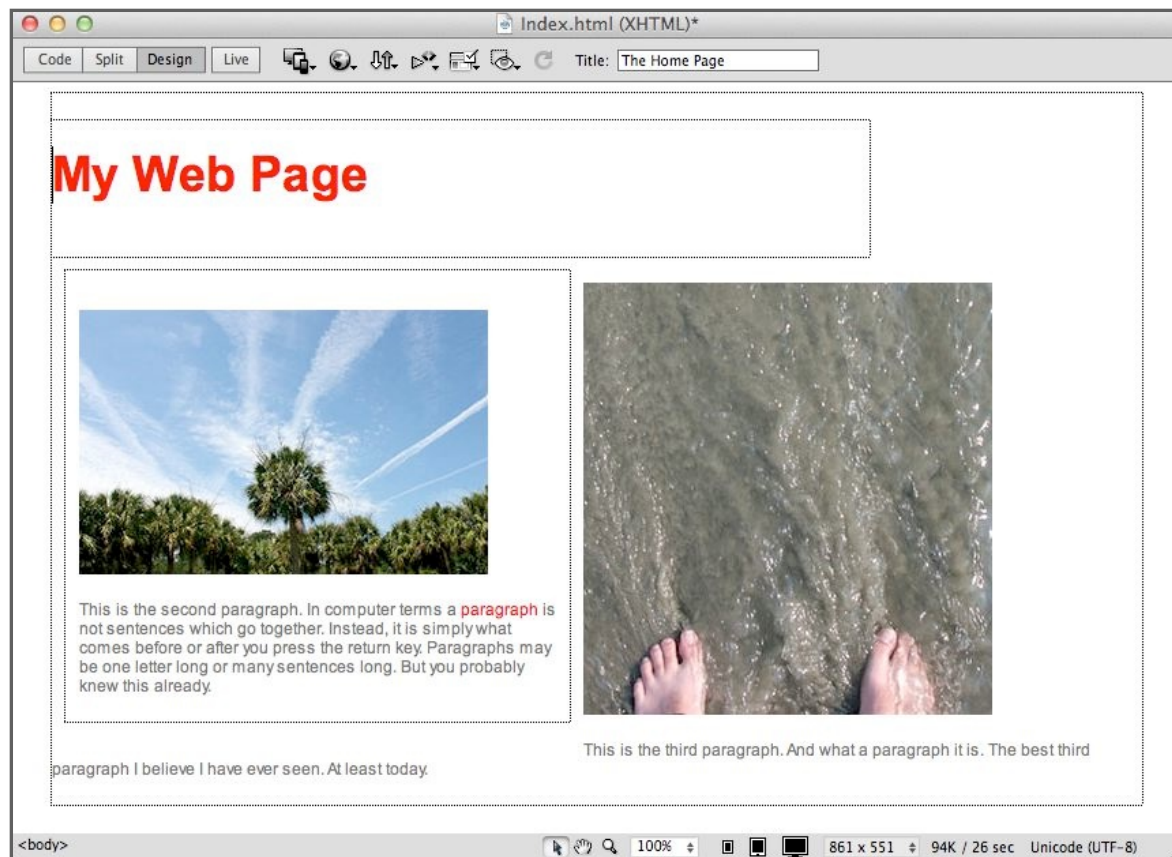 Index.html (XHTML)*
Code Split Design Live Title: The Home Page
My Web Page
This is the second paragraph. In computer terms a paragraph is
not sentences which go together. Instead, it is simply what
comes before or after you press the return key. Paragraphs may
be one letter long or many sentences long. But you probably
knew this already.
This is the third paragraph. And what a paragraph it is. The best third
paragraph I believe I have ever seen. At least today.
<body> 100% 861 x 551 94K / 26 sec Unicode (UTF-8)